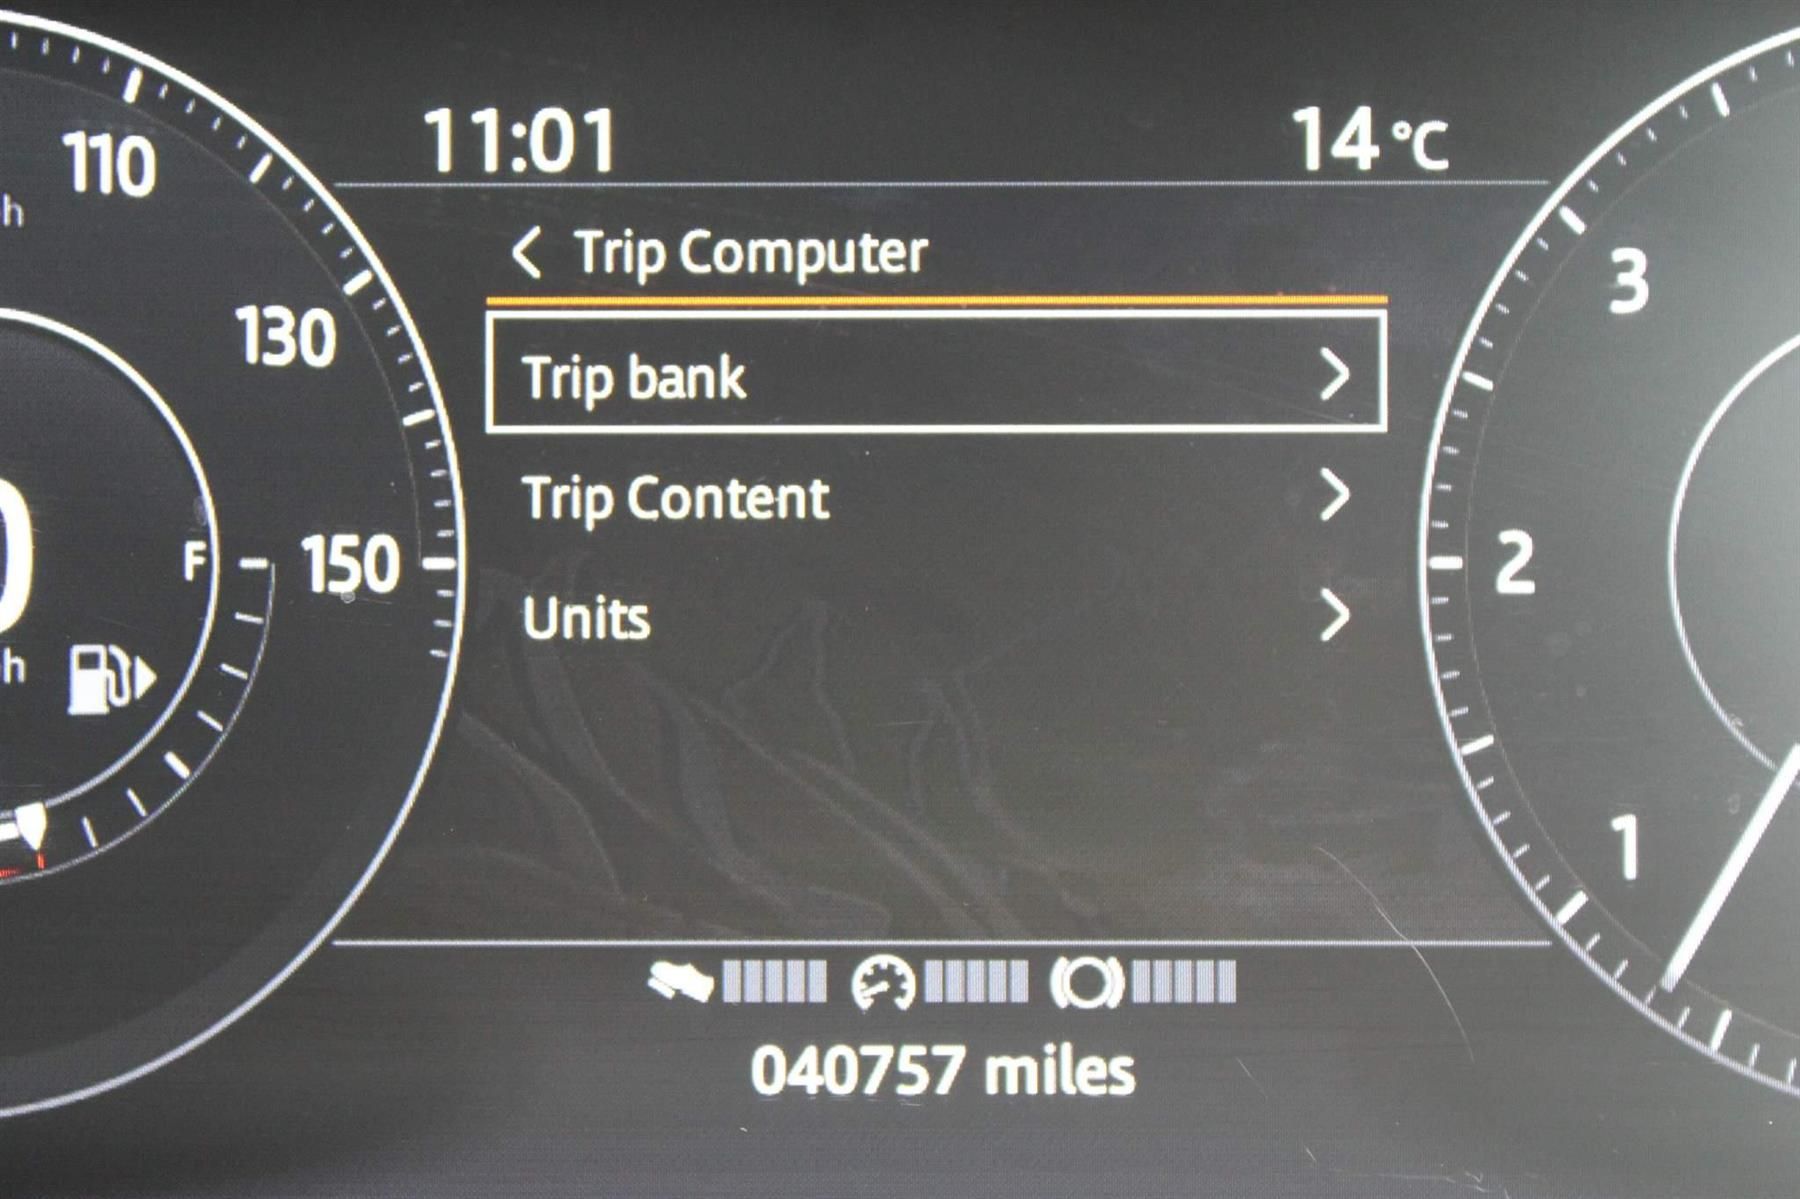 11:01
14 °C
Trip Computer
Trip bank
Trip Content
Units
110
130
150
F
3
2
1
040757 miles